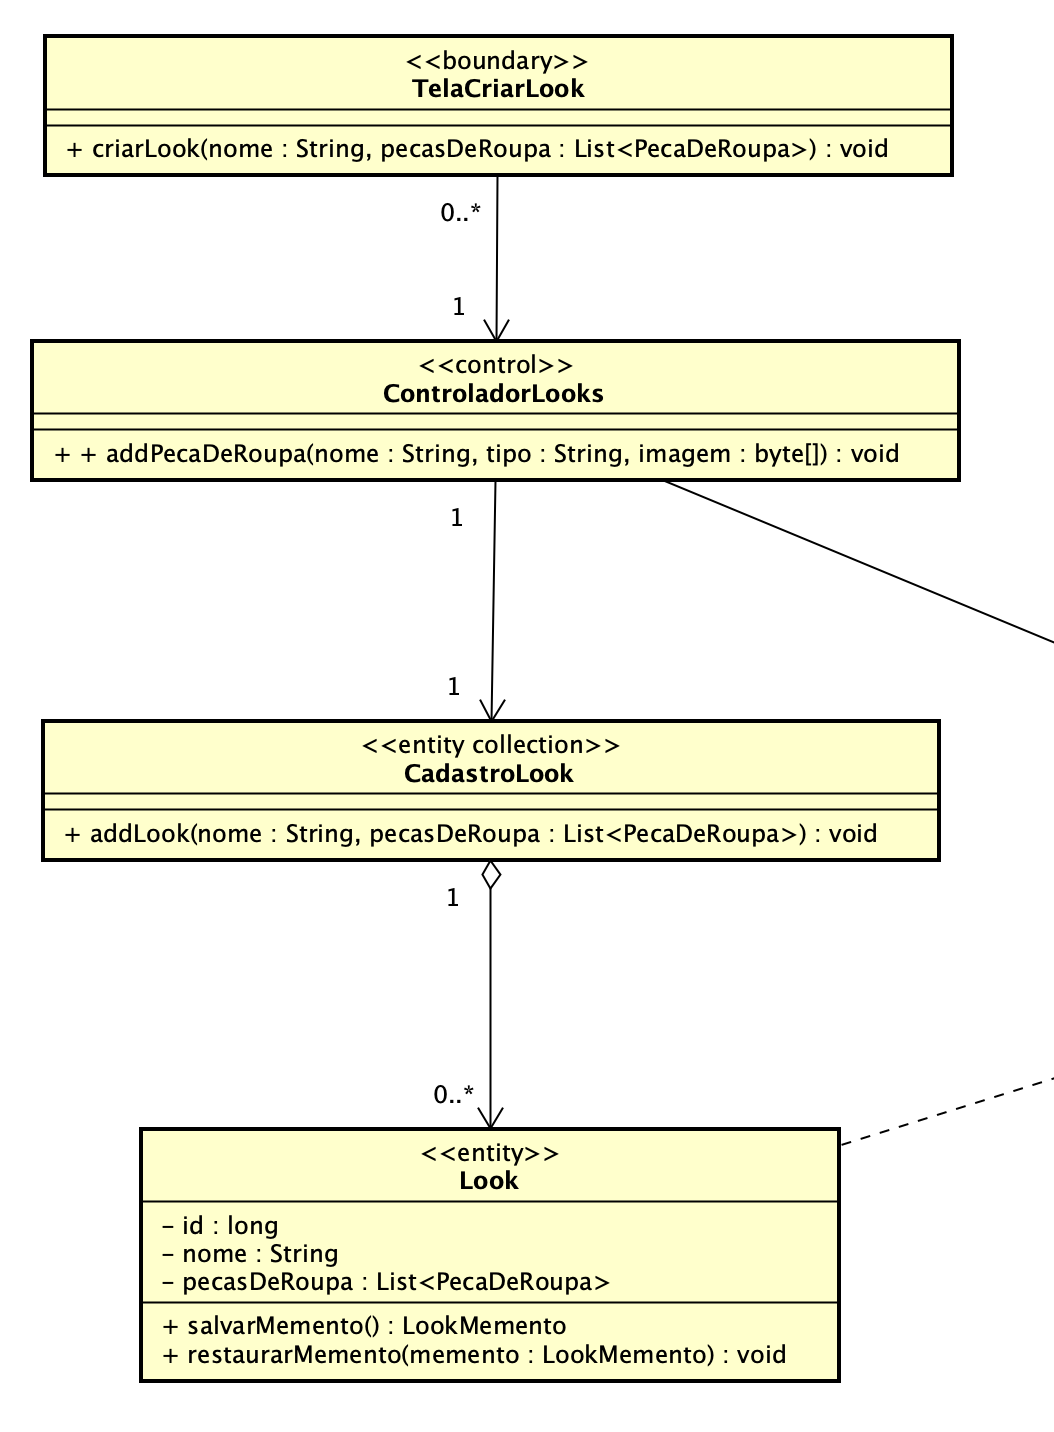 <<boundary>>
TelaCriarLook
+ criarLook(nome : String, pecasDeRoupa : List<PecaDeRoupa>) : void
0..*
1
<<control>>
ControladorLooks
+ + addPecaDeRoupa(nome : String, tipo : String, imagem : byte[]) : void
1
1
<<entity collection>>
CadastroLook
+ addLook(nome : String, pecasDeRoupa : List<PecaDeRoupa>) : void
1
0..*
<<entity>>
Look
- id : long
- nome : String
- pecasDeRoupa : List<PecaDeRoupa>
+ salvarMemento() : LookMemento
+ restaurarMemento(memento : LookMemento) : void